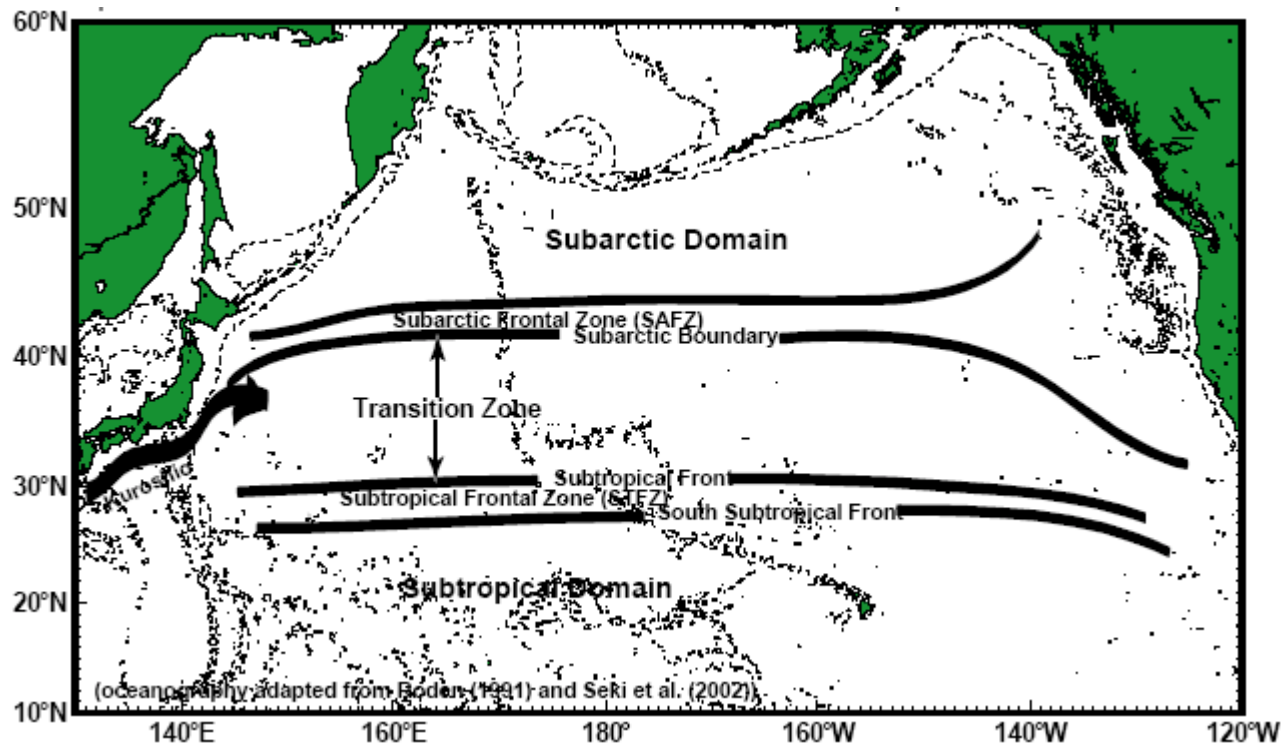 60°N
50°N
40°N
30°N
20°N
10°N
Subarctic Domain
Subarctic Frontal Zone (SAFZ)
Subarctic Boundary
Transition Zone
Kuroshio
Subtropical Front
Subtropical Frontal Zone (STFZ)
South Subtropical Front
Subtropical Domain
(oceanography adapted from Roden (1991) and Seki et al. (2002))
140°E 160°E 180° 160°W 140°W 120°W